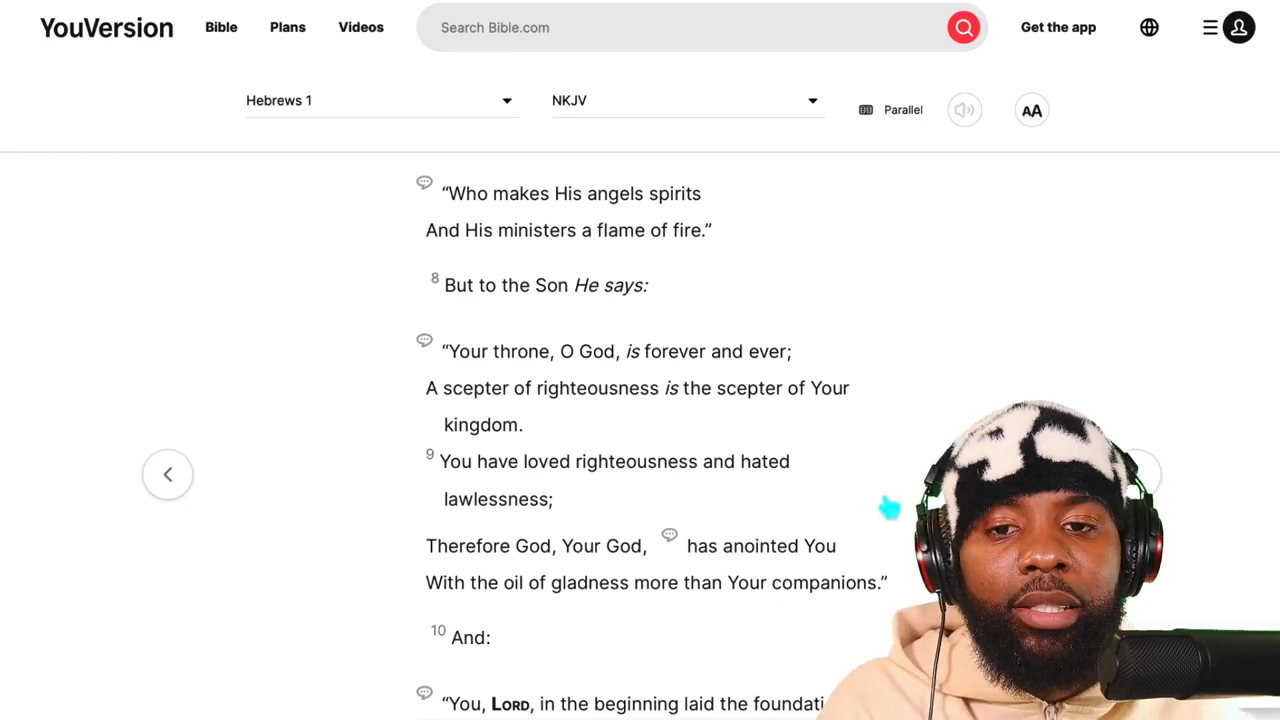 YouVersion Bible Plans Videos Search Bible.com Get the app
Hebrews 1 NKJV Parallel AA
“Who makes His angels spirits
And His ministers a flame of fire.”
8 But to the Son He says:
“Your throne, O God, is forever and ever;
A scepter of righteousness is the scepter of Your
kingdom.
9 You have loved righteousness and hated
lawlessness;
Therefore God, Your God, has anointed You
With the oil of gladness more than Your companions.”
10 And:
“You, LORD, in the beginning laid the foundati